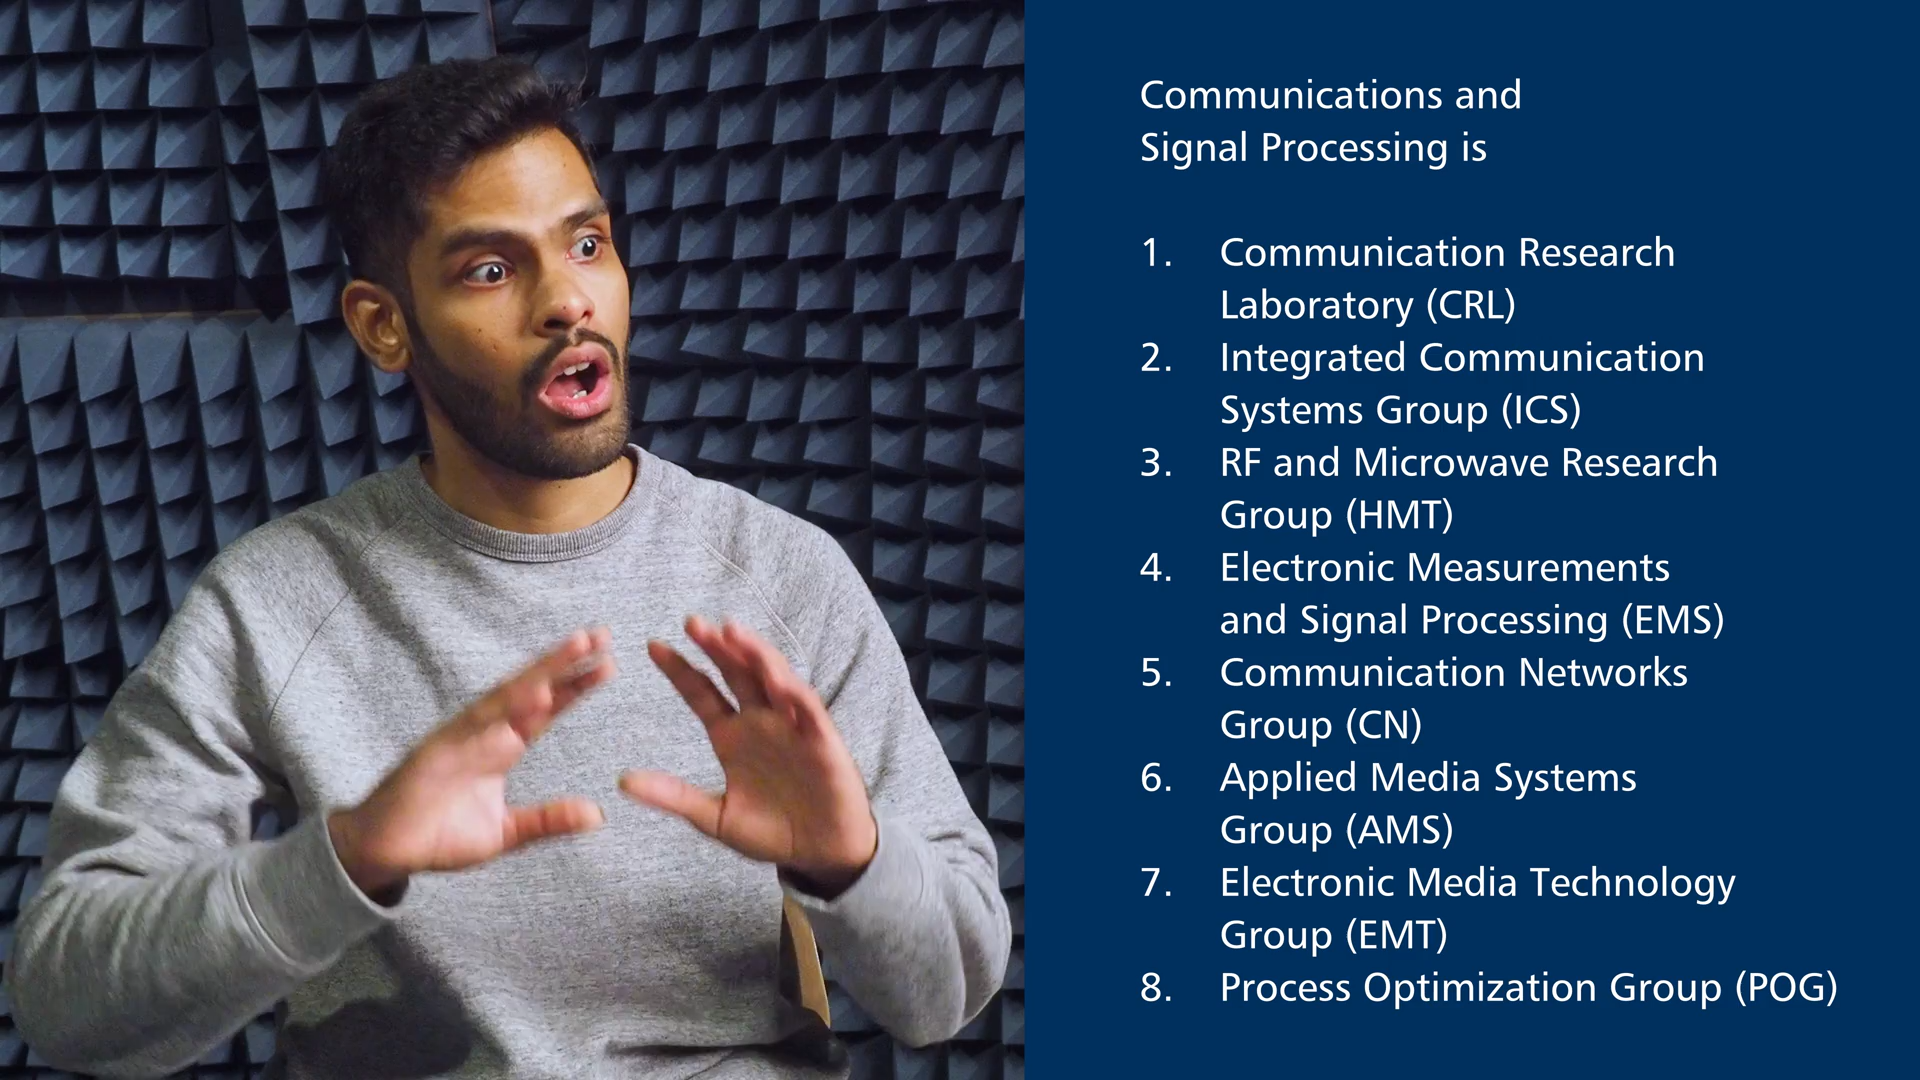 Communications and
Signal Processing is
1. Communication Research
Laboratory (CRL)
2. Integrated Communication
Systems Group (ICS)
3. RF and Microwave Research
Group (HMT)
4. Electronic Measurements
and Signal Processing (EMS)
5. Communication Networks
Group (CN)
6. Applied Media Systems
Group (AMS)
7. Electronic Media Technology
Group (EMT)
8. Process Optimization Group (POG)